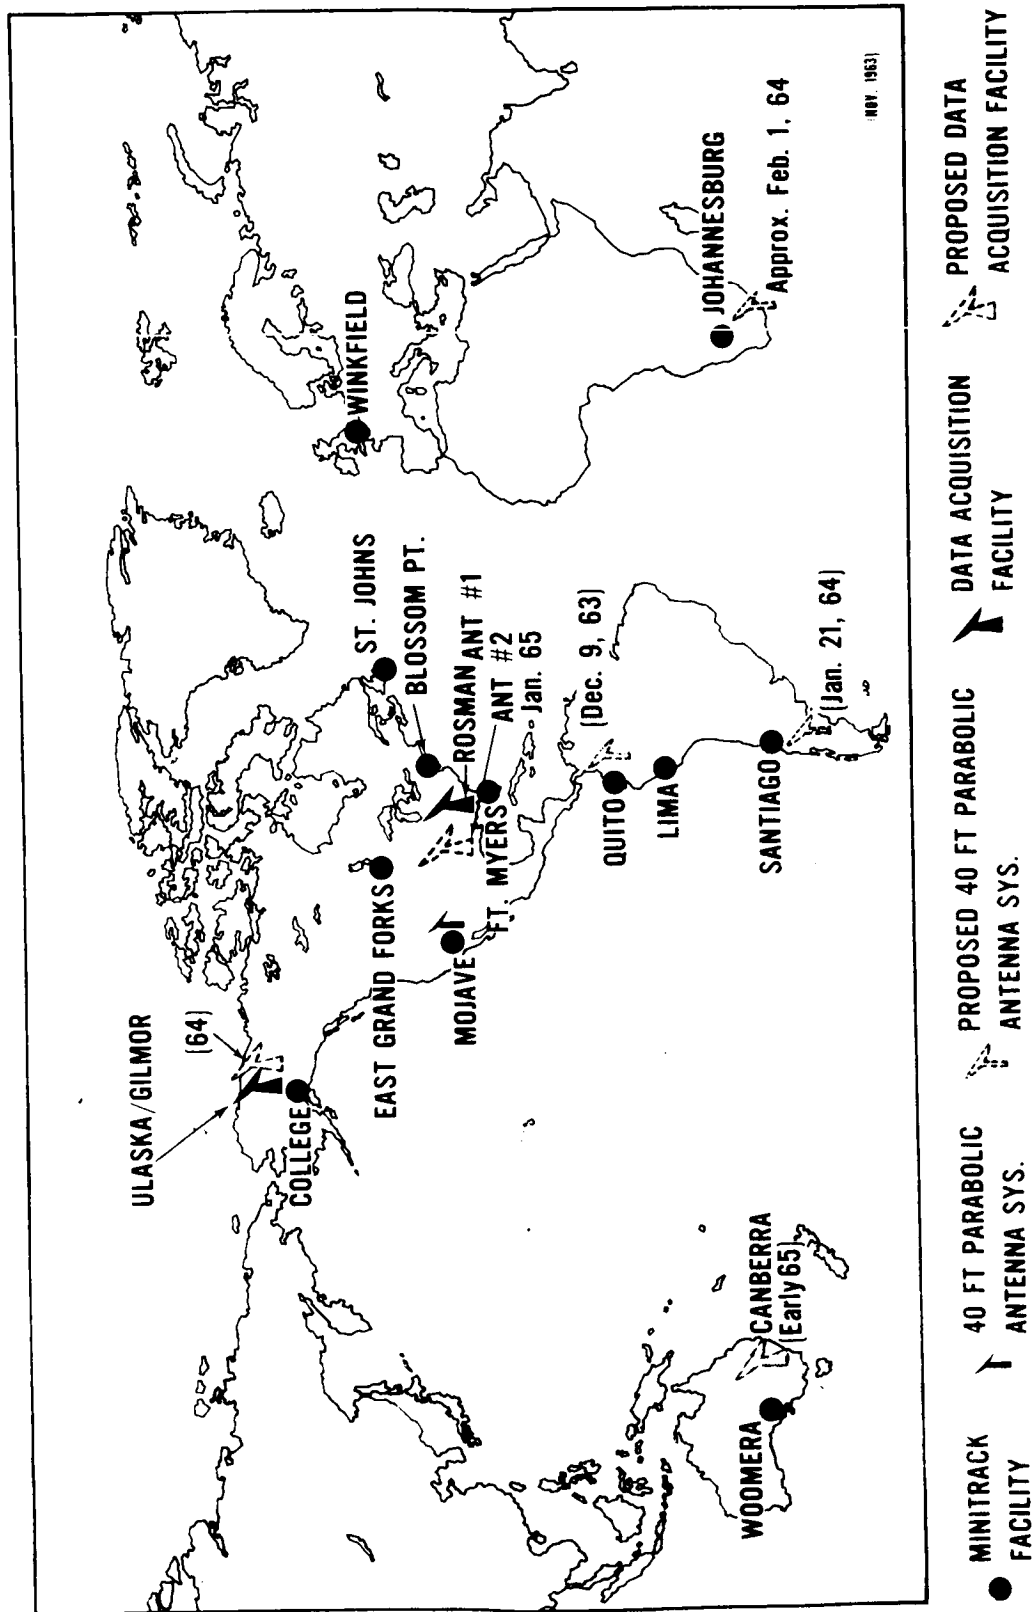 ULASKA/GILMOR
(64)
COLLEGE
EAST GRAND FORKS
MOJAVE
FT. MYERS
ST. JOHNS
BLOSSOM PT.
ROSMAN
ANT #1
ANT #2
Jan. 65
(Dec. 9, 63)
QUITO
LIMA
SANTIAGO
(Jan. 21, 64)
WINKFIELD
JOHANNESBURG
Approx. Feb. 1, 64
WOOMERA
CANBERRA
(Early 65)
(NOV. 1963)
MINITRACK
FACILITY
40 FT PARABOLIC
ANTENNA SYS.
PROPOSED 40 FT PARABOLIC
ANTENNA SYS.
DATA ACQUISITION
FACILITY
PROPOSED DATA
ACQUISITION FACILITY